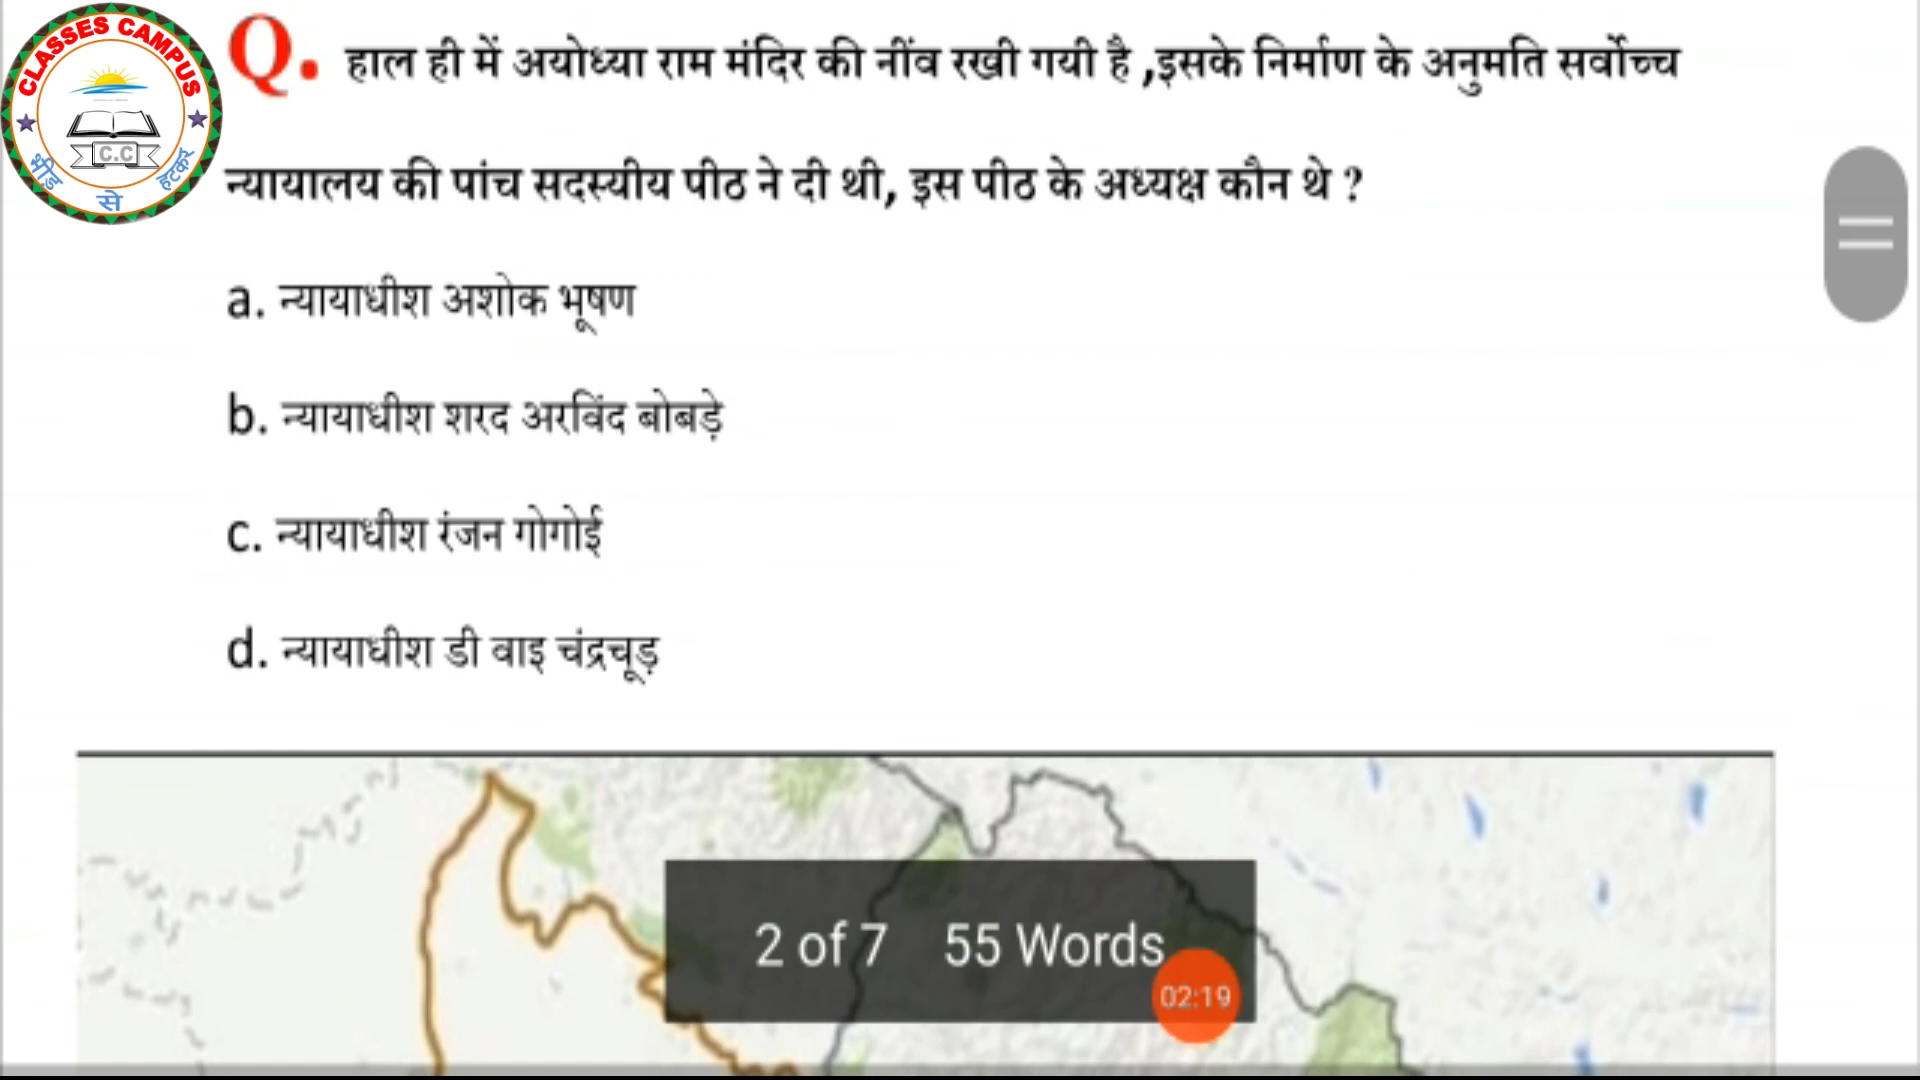 CLASSES CAMPUS
C.C
भीड़ से हटकर
Q. हाल ही में अयोध्या राम मंदिर की नींव रखी गयी है ,इसके निर्माण के अनुमति सर्वोच्च
न्यायालय की पांच सदस्यीय पीठ ने दी थी, इस पीठ के अध्यक्ष कौन थे ?
a. न्यायाधीश अशोक भूषण
b. न्यायाधीश शरद अरविंद बोबड़े
c. न्यायाधीश रंजन गोगोई
d. न्यायाधीश डी वाइ चंद्रचूड़
2 of 7 55 Words
02:19